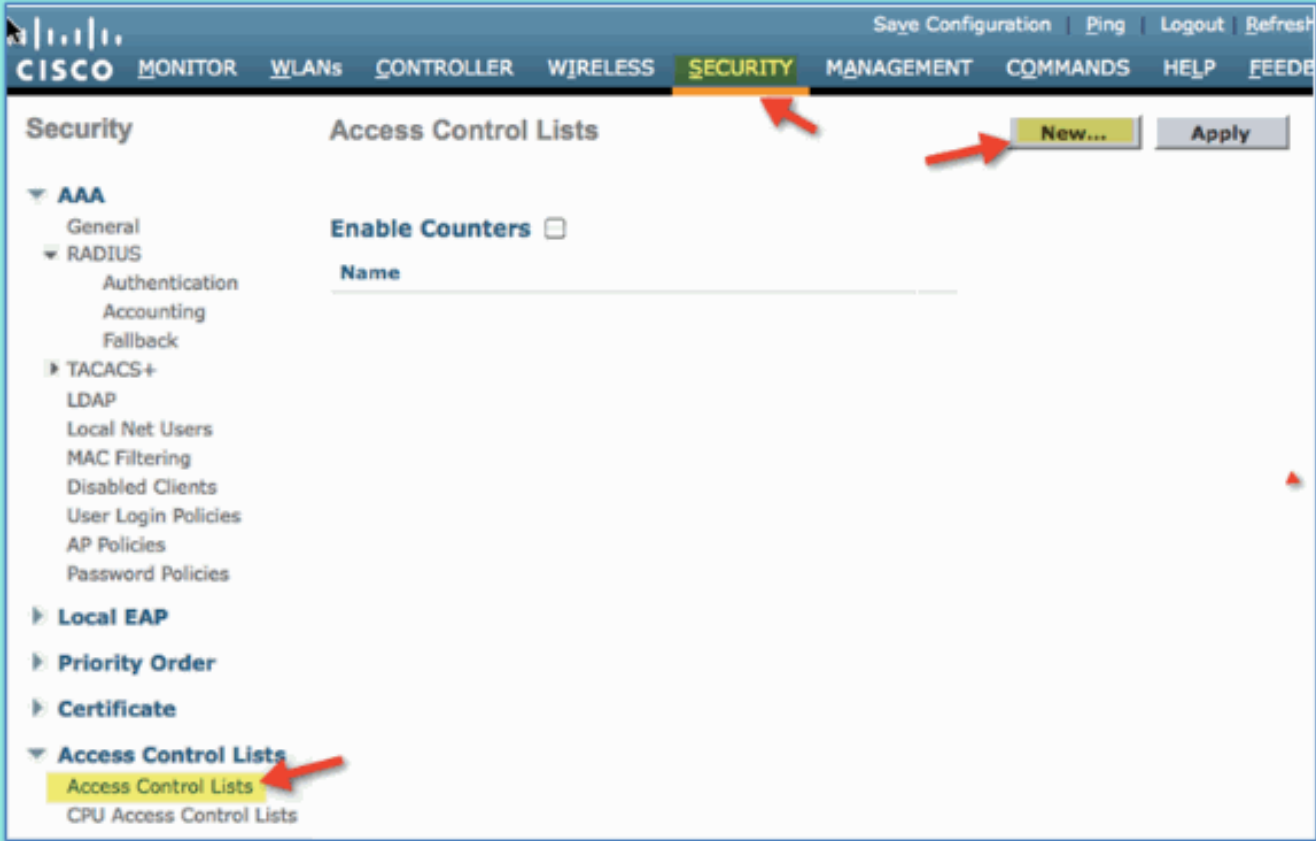 Save Configuration | Ping | Logout | Refresh
CISCO MONITOR WLANs CONTROLLER WIRELESS SECURITY MANAGEMENT COMMANDS HELP FEEDB
Security
Access Control Lists
New...
Apply
AAA
General
RADIUS
Authentication
Accounting
Fallback
TACACS+
LDAP
Local Net Users
MAC Filtering
Disabled Clients
User Login Policies
AP Policies
Password Policies
Local EAP
Priority Order
Certificate
Access Control Lists
Access Control Lists
CPU Access Control Lists
Enable Counters
Name